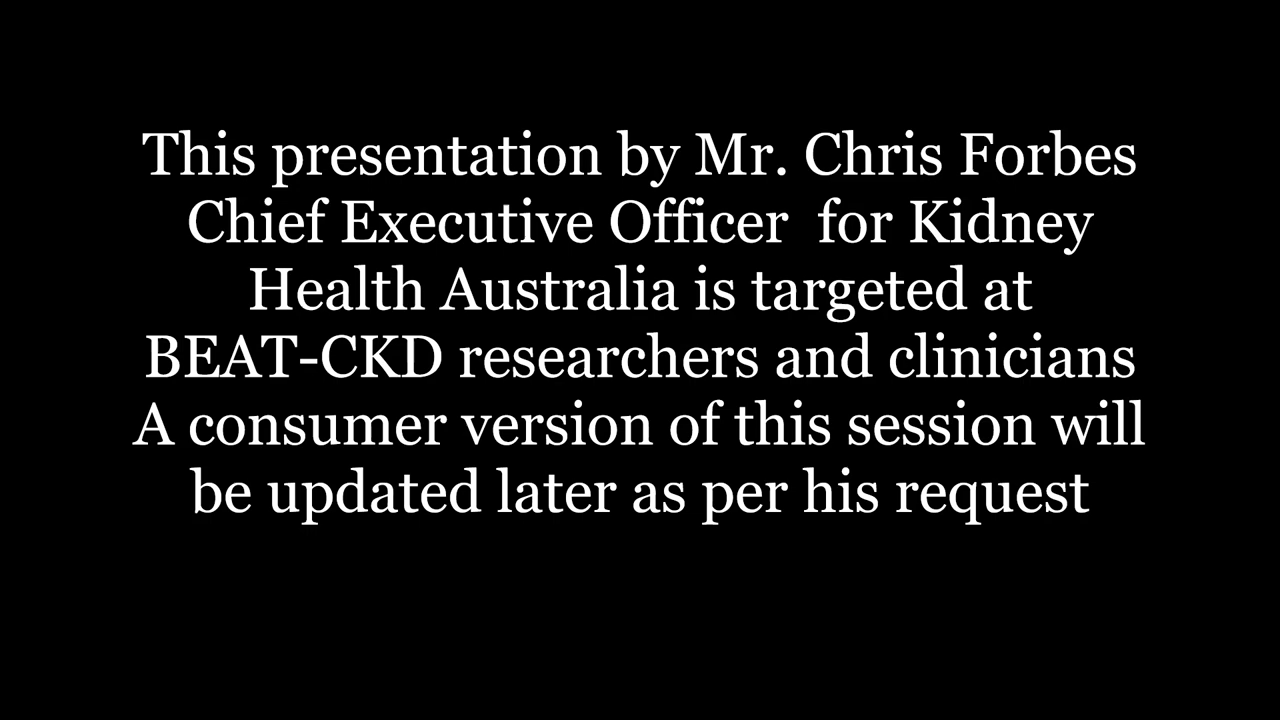 This presentation by Mr. Chris Forbes
Chief Executive Officer  for Kidney
Health Australia is targeted at
BEAT-CKD researchers and clinicians
A consumer version of this session will
be updated later as per his request